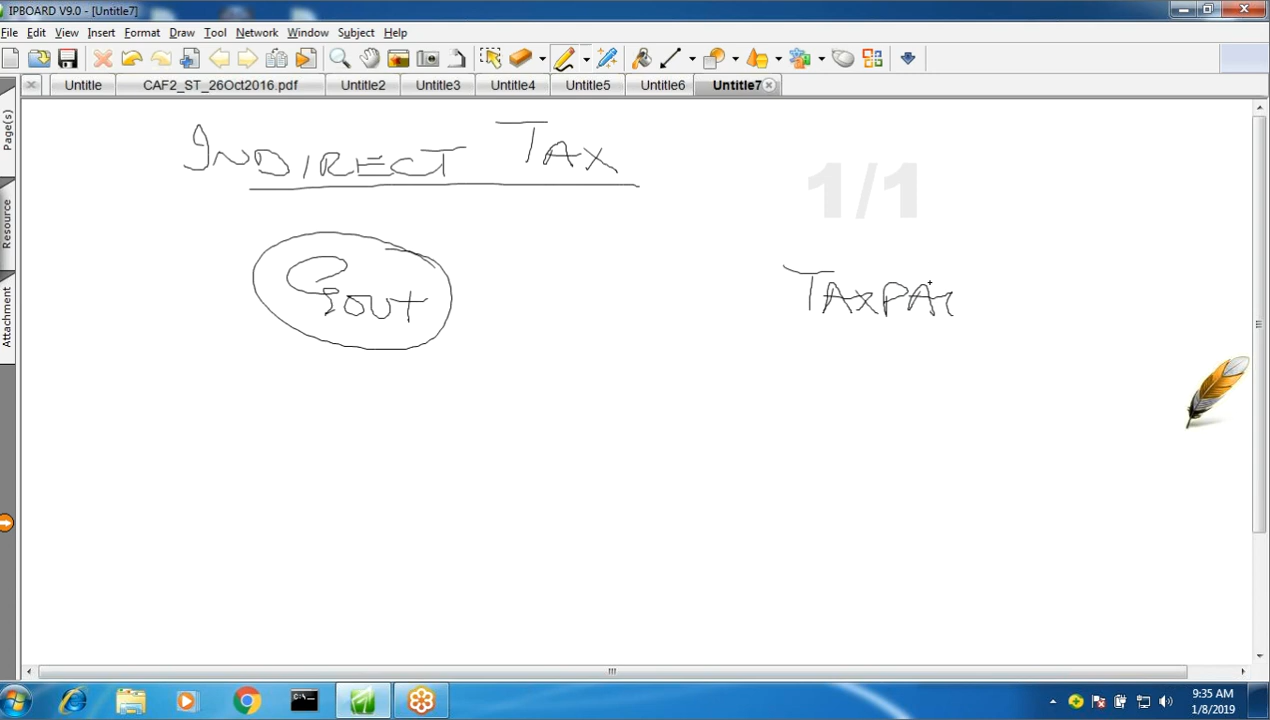 IPBOARD V9.0 - [Untitle7]
File Edit View Insert Format Draw Tool Network Window Subject Help
Untitle CAF2_ST_26Oct2016.pdf Untitle2 Untitle3 Untitle4 Untitle5 Untitle6 Untitle7
Page(s)
Resource
Attachment
INDIRECT TAX
1/1
Gout
TAXPAY
9:35 AM
1/8/2019